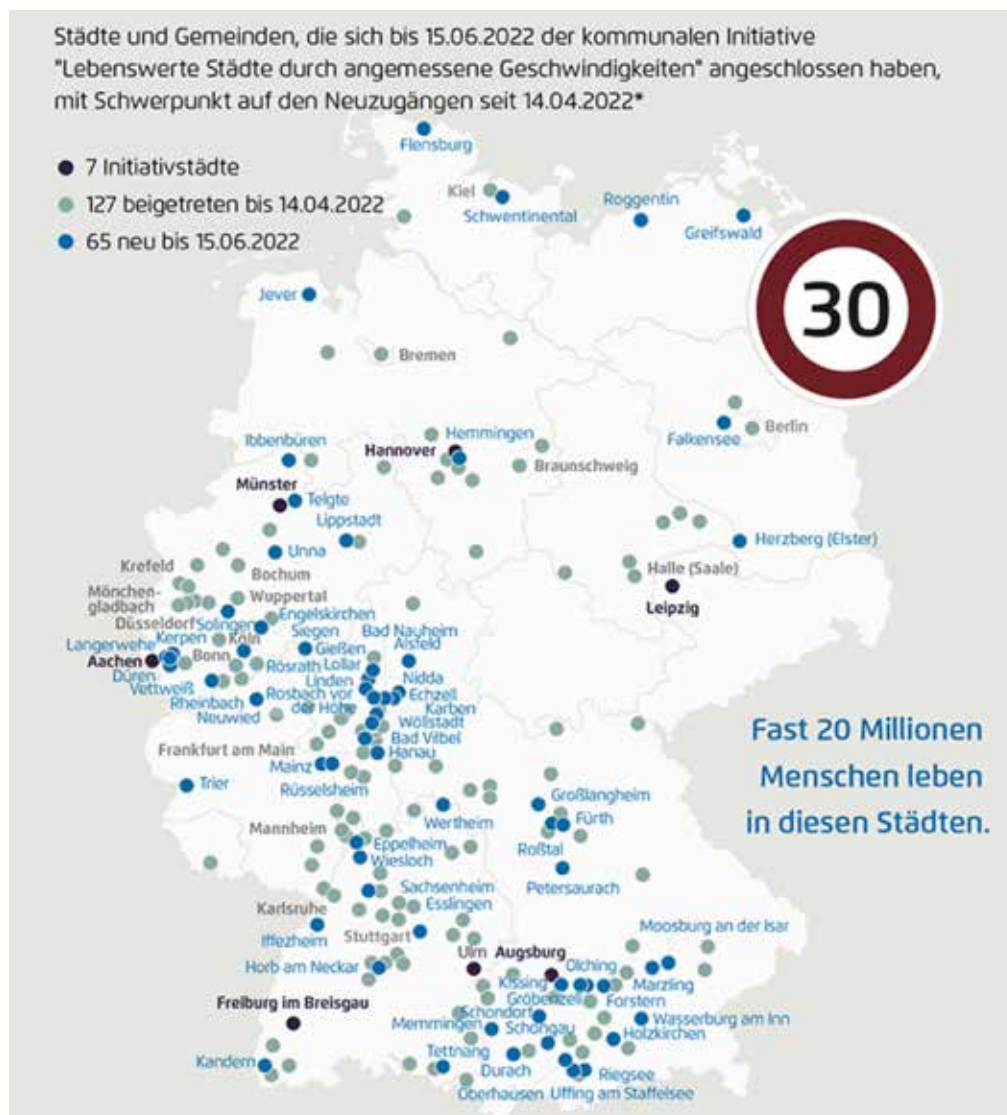 Städte und Gemeinden, die sich bis 15.06.2022 der kommunalen Initiative
"Lebenswerte Städte durch angemessene Geschwindigkeiten" angeschlossen haben,
mit Schwerpunkt auf den Neuzugängen seit 14.04.2022*
7 Initiativstädte
127 beigetreten bis 14.04.2022
65 neu bis 15.06.2022
Flensburg
Kiel
Schwentinental
Roggentin
Greifswald
30
Jever
Bremen
Falkensee
Berlin
Ibbenbüren
Hannover
Hemmingen
Braunschweig
Münster
Telgte
Lippstadt
Unna
Herzberg (Elster)
Krefeld
Bochum
Halle (Saale)
Mönchen-
gladbach
Wuppertal
Leipzig
Düsseldorf
Solingen
Engelskirchen
Langerwehe
Kerpen
Köln
Siegen
Bad Nauheim
Gießen
Alsfeld
Aachen
Bonn
Rösrath
Lollar
Düren
Linden
Nidda
Vettweiß
Rosbach vor
der Höhe
Echzell
Rheinbach
Karben
Neuwied
Wöllstadt
Bad Vilbel
Frankfurt am Main
Hanau
Mainz
Rüsselsheim
Trier
Fast 20 Millionen
Menschen leben
in diesen Städten.
Wertheim
Großlangheim
Fürth
Mannheim
Eppelheim
Roßtal
Wiesloch
Petersaurach
Sachsenheim
Karlsruhe
Esslingen
Iffezheim
Stuttgart
Moosburg an der Isar
Ulm
Augsburg
Olching
Horb am Neckar
Kissing
Marzling
Gröbenzell
Forstern
Freiburg im Breisgau
Schondorf
Wasserburg am Inn
Memmingen
Schongau
Holzkirchen
Kandern
Tettnang
Durach
Riegsee
Oberhausen
Uffing am Staffelsee